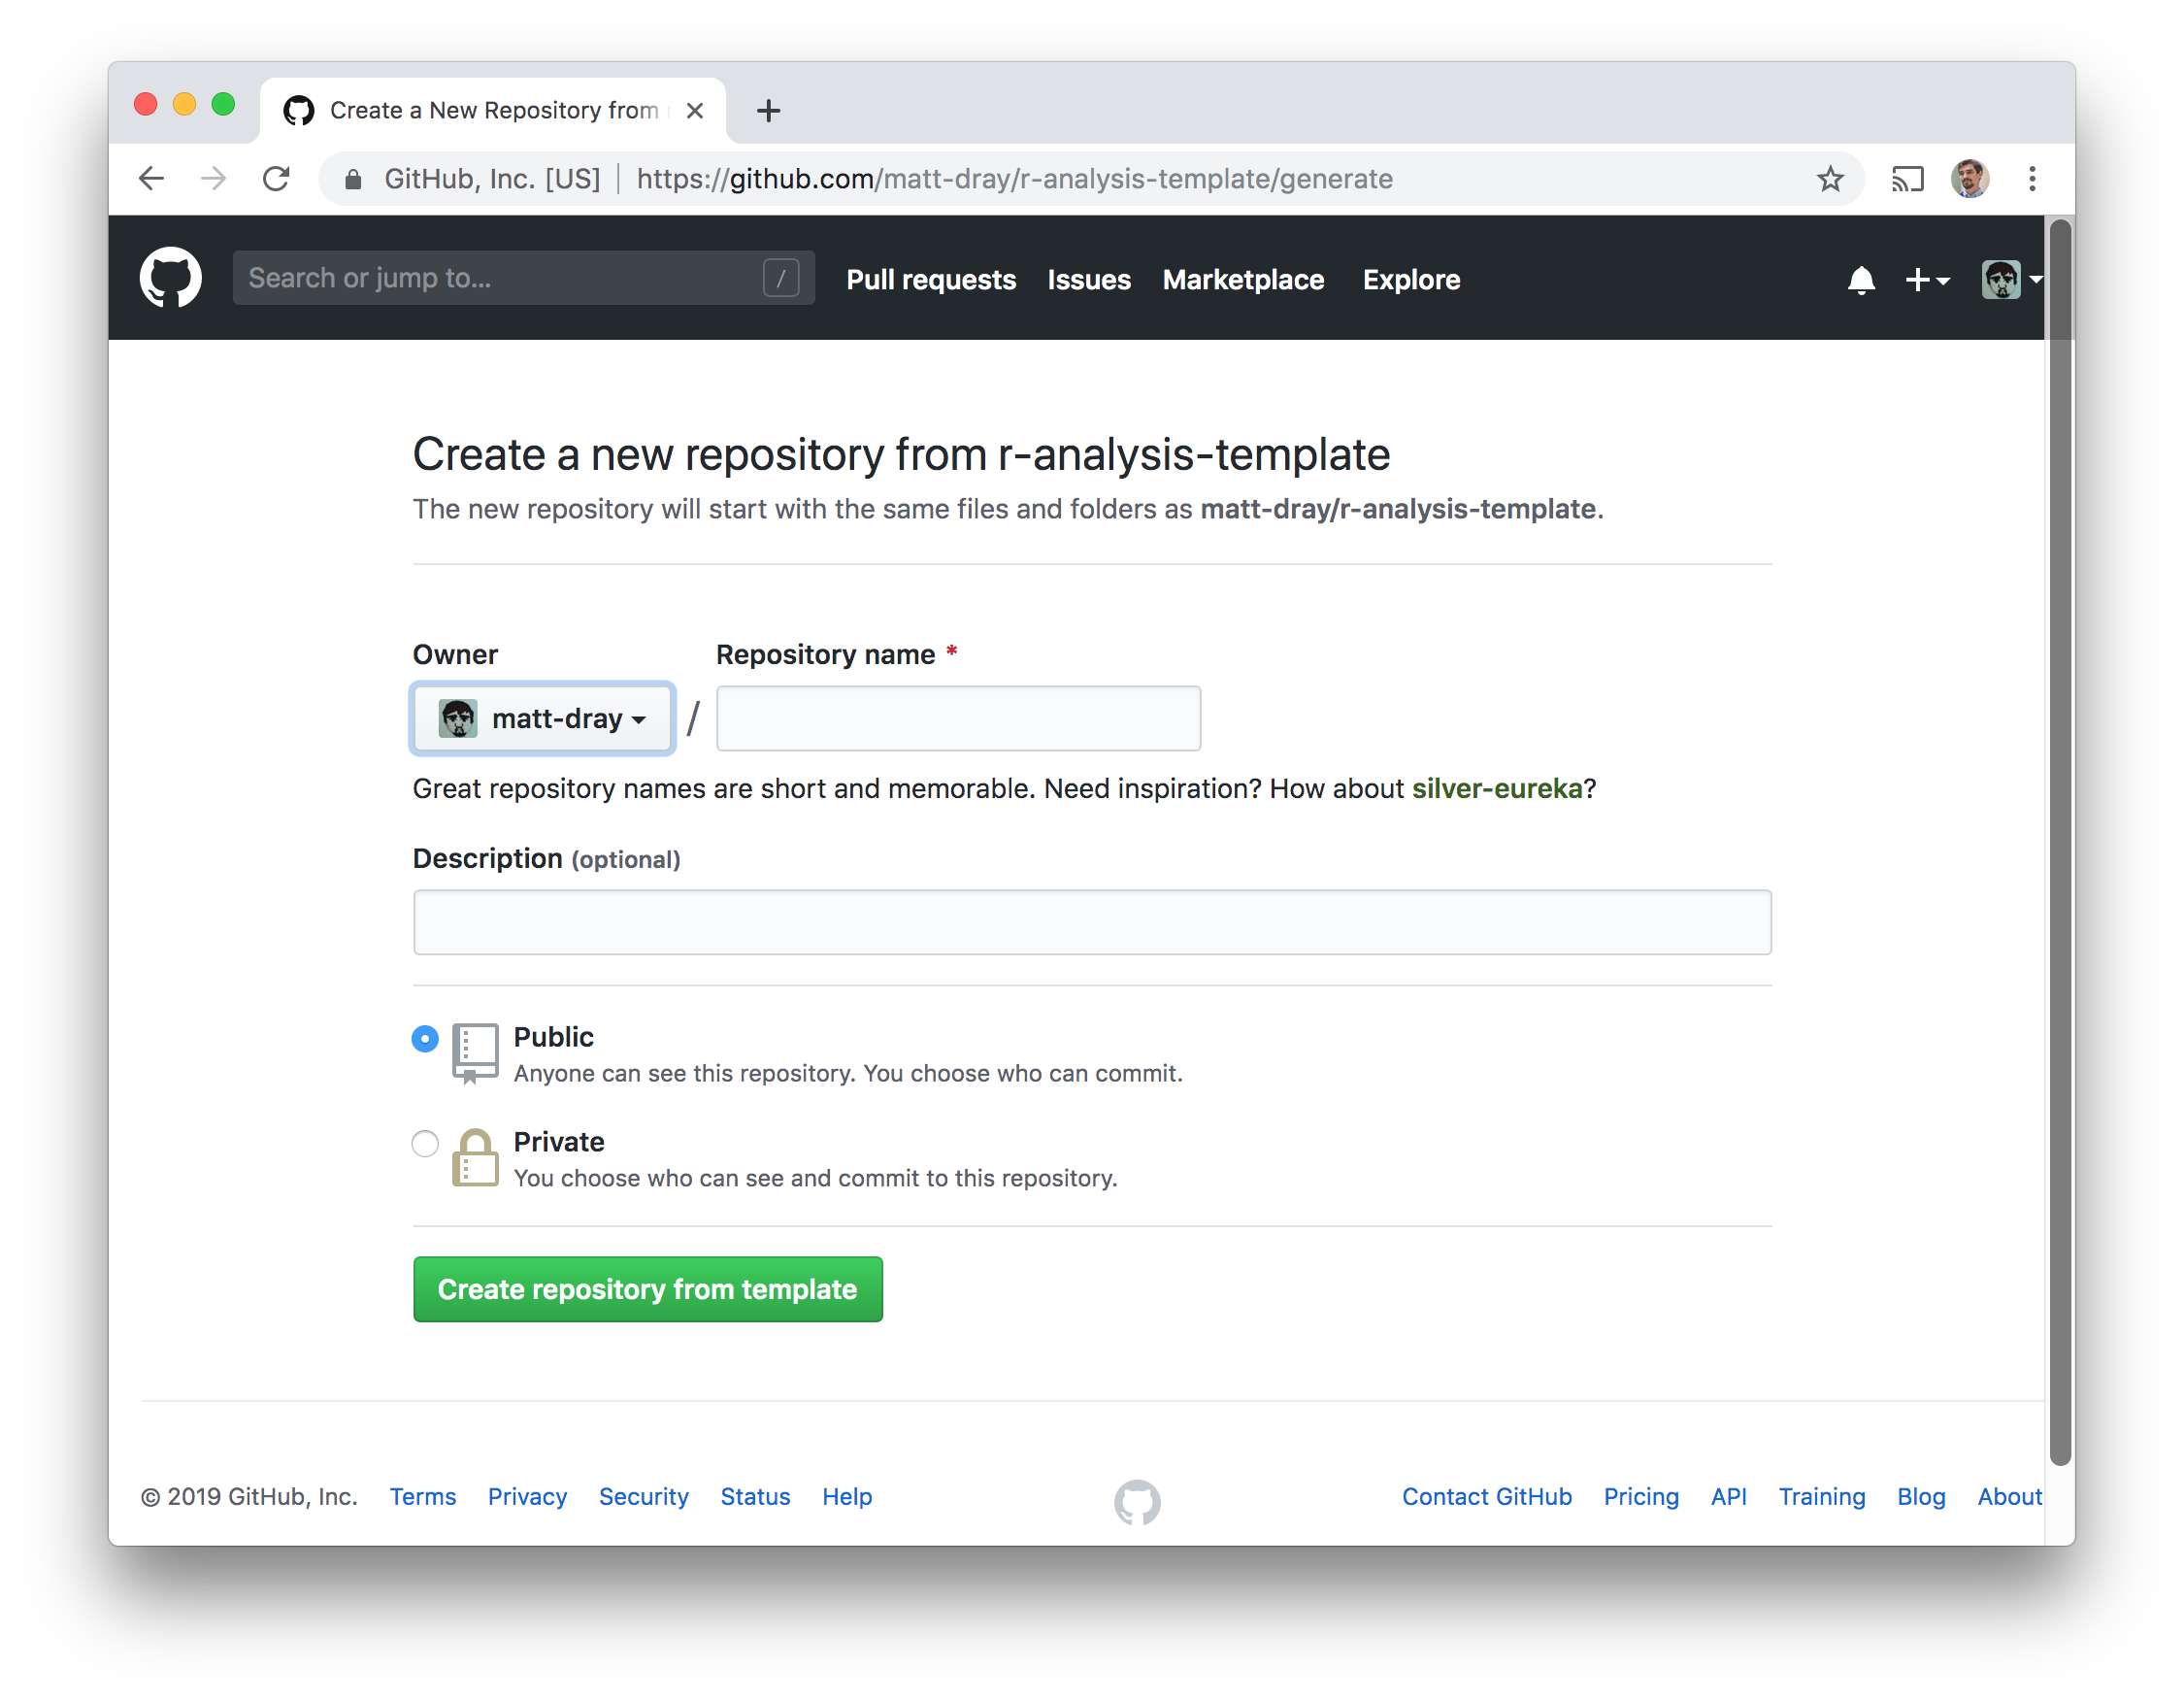 Create a New Repository from
GitHub, Inc. [US] | https://github.com/matt-dray/r-analysis-template/generate
Search or jump to... / Pull requests Issues Marketplace Explore
Create a new repository from r-analysis-template
The new repository will start with the same files and folders as matt-dray/r-analysis-template.
Owner Repository name *
matt-dray /
Great repository names are short and memorable. Need inspiration? How about silver-eureka?
Description (optional)
Public
Anyone can see this repository. You choose who can commit.
Private
You choose who can see and commit to this repository.
Create repository from template
© 2019 GitHub, Inc. Terms Privacy Security Status Help Contact GitHub Pricing API Training Blog About